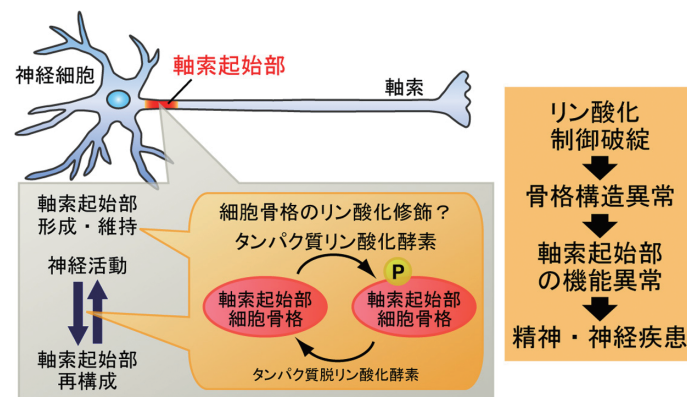 神経細胞
軸索起始部
軸索
軸索起始部
形成・維持
神経活動
軸索起始部
再構成
細胞骨格のリン酸化修飾？
タンパク質リン酸化酵素
P
軸索起始部
細胞骨格
軸索起始部
細胞骨格
タンパク質脱リン酸化酵素
リン酸化
制御破綻
骨格構造異常
軸索起始部
の機能異常
精神・神経疾患